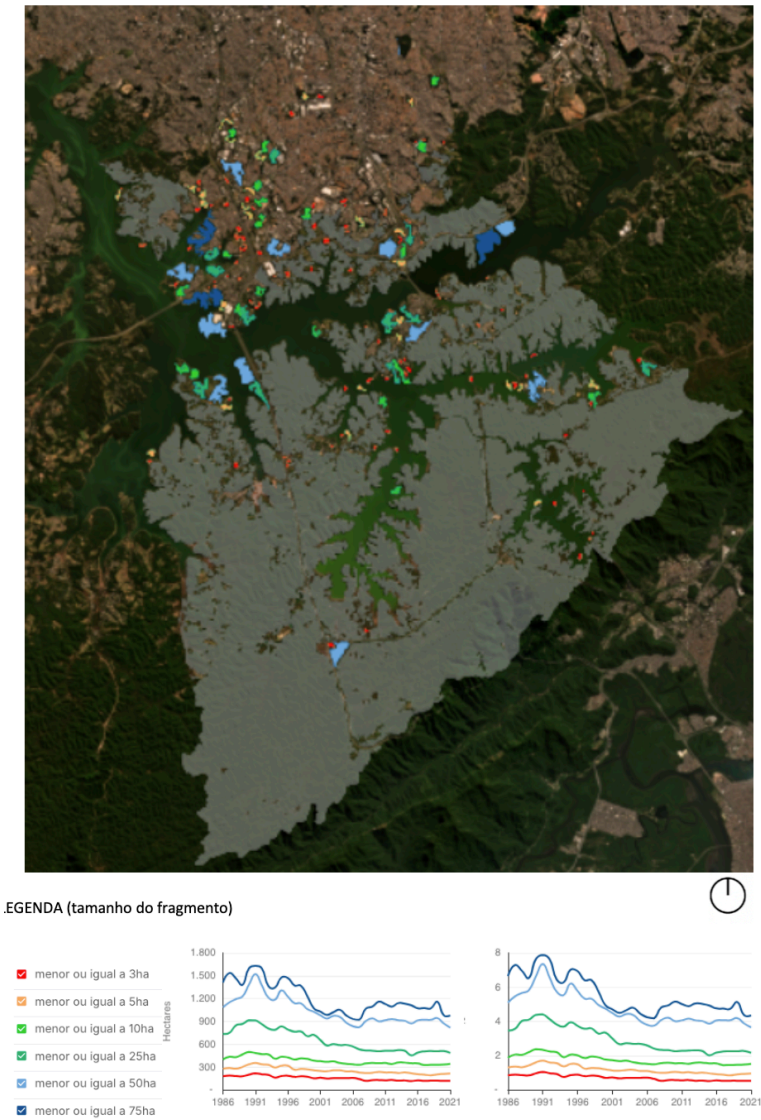 .EGENDA (tamanho do fragmento)
menor ou igual a 3ha
menor ou igual a 5ha
menor ou igual a 10ha
menor ou igual a 25ha
menor ou igual a 50ha
menor ou igual a 75ha
Hectares
1.800
1.500
1.200
900
600
300
-
1986 1991 1996 2001 2006 2011 2016 2021
8
6
4
2
-
1986 1991 1996 2001 2006 2011 2016 2021